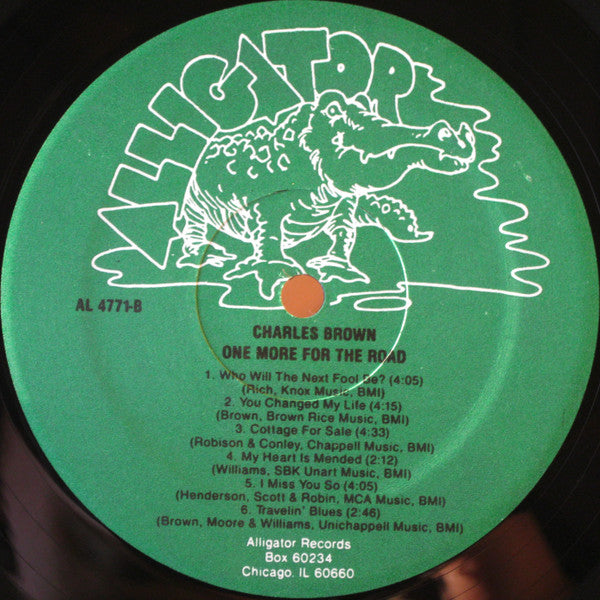 ALLIGATOR
AL 4771-B
CHARLES BROWN
ONE MORE FOR THE ROAD
1. Who Will The Next Fool Be? (4:05)
(Rich, Knox Music, BMI)
2. You Changed My Life (4:15)
(Brown, Brown Rice Music, BMI)
3. Cottage For Sale (4:33)
(Robison & Conley, Chappell Music, BMI)
4. My Heart Is Mended (2:12)
(Williams, SBK Unart Music, BMI)
5. I Miss You So (4:05)
(Henderson, Scott & Robin, MCA Music, BMI)
6. Travelin' Blues (2:46)
(Brown, Moore & Williams, Unichappell Music, BMI)
Alligator Records
Box 60234
Chicago, IL 60660